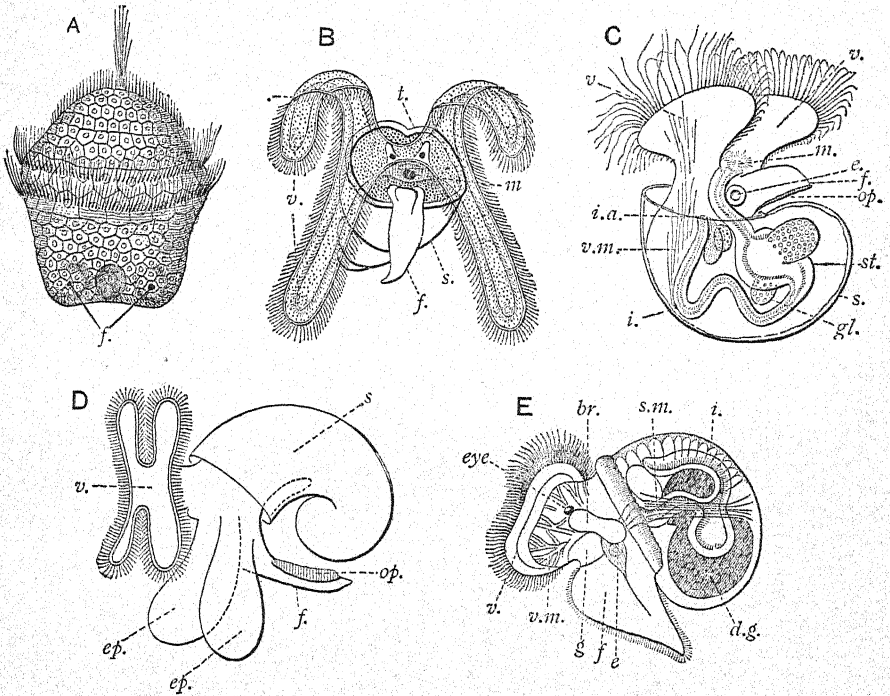 A
f.
B
t.
v.
m
s.
f.
C
v
v.
m.
e.
f.
op.
i.a.
v.m.
st.
s.
i.
gl.
D
s
v.
op.
f.
ep.
ep.
E
br.
s.m.
i.
eye
v.
v.m.
g
f
e
d.g.